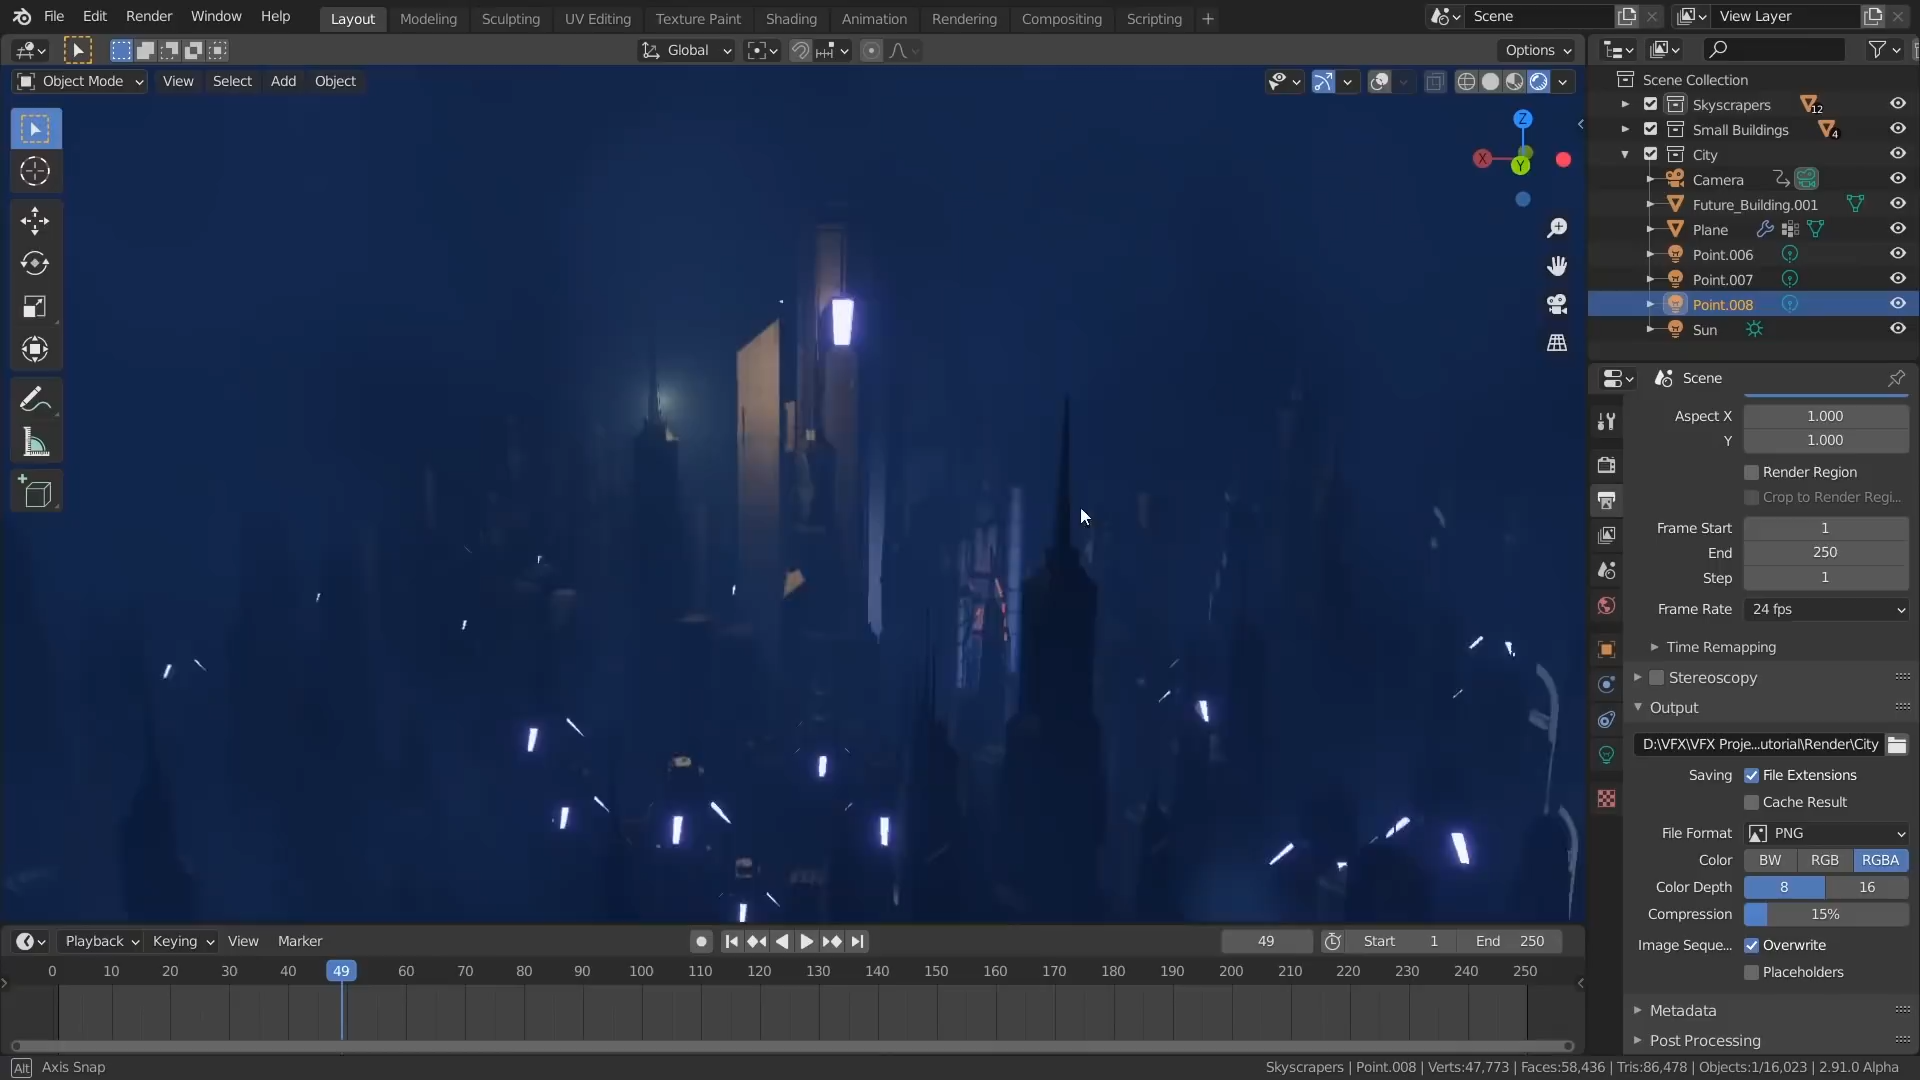 File Edit Render Window Help Layout Modeling Sculpting UV Editing Texture Paint Shading Animation Rendering Compositing Scripting + Scene View Layer
Global Options
Object Mode View Select Add Object
Z
X
Y
Scene Collection
Skyscrapers 12
Small Buildings 4
City
Camera
Future_Building.001
Plane
Point.006
Point.007
Point.008
Sun
Scene
Aspect X 1.000
Y 1.000
Render Region
Crop to Render Regi...
Frame Start 1
End 250
Step 1
Frame Rate 24 fps
Time Remapping
Stereoscopy
Output
D:\VFX\VFX Proje...utorial\Render\City
Saving File Extensions
Cache Result
File Format PNG
Color BW RGB RGBA
Color Depth 8 16
Compression 15%
Image Seque... Overwrite
Placeholders
Metadata
Post Processing
Playback Keying View Marker 49 Start 1 End 250
0 10 20 30 40 49 60 70 80 90 100 110 120 130 140 150 160 170 180 190 200 210 220 230 240 250
Alt Axis Snap Skyscrapers | Point.008 | Verts:47,773 | Faces:58,436 | Tris:86,478 | Objects:1/16,023 | 2.91.0 Alpha